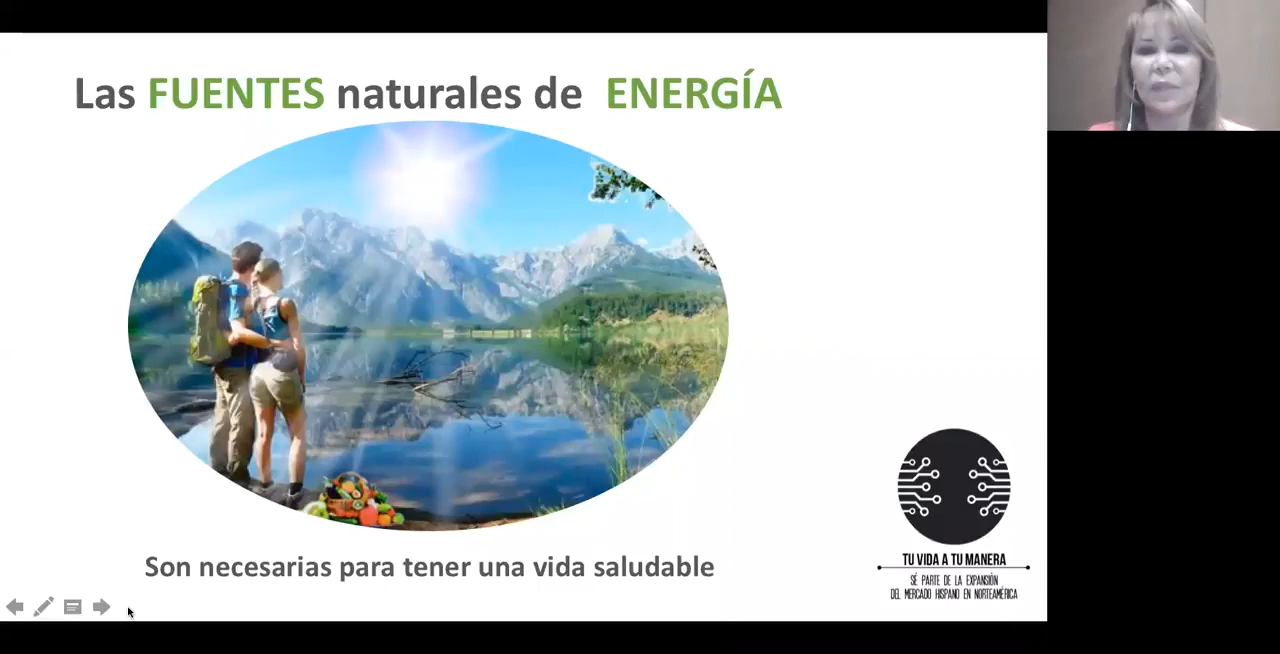 Las FUENTES naturales de ENERGÍA
Son necesarias para tener una vida saludable
TU VIDA A TU MANERA
SÉ PARTE DE LA EXPANSIÓN
DEL MERCADO HISPANO EN NORTEAMÉRICA